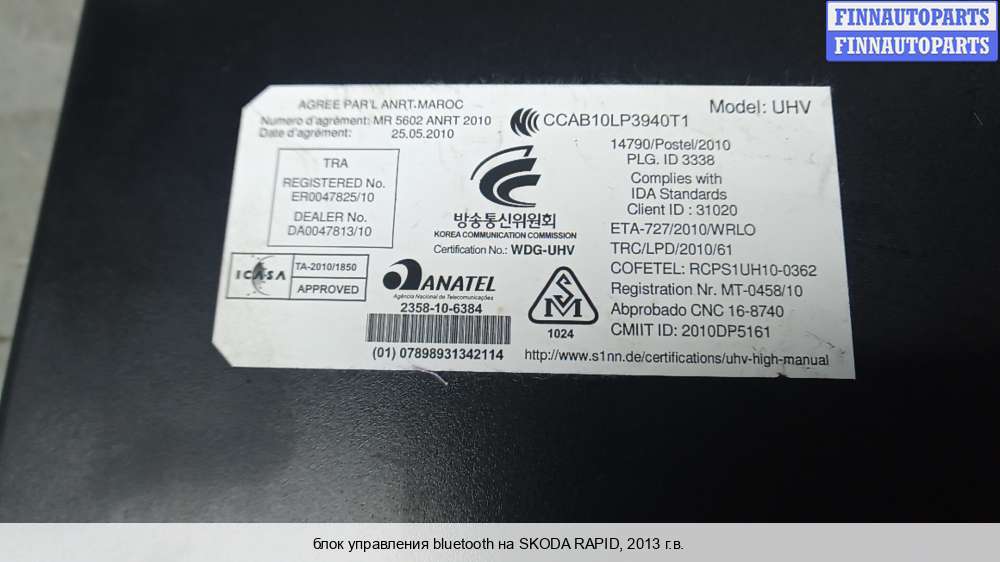 FINNAUTOPARTS
FINNAUTOPARTS
AGREE PAR'L ANRT-MAROC
Numero d'agrément: MR 5602 ANRT 2010
Date d'agrément: 25.05.2010
TRA
REGISTERED No.
ER0047825/10
DEALER No.
DA0047813/10
ICASA
TA-2010/1850
APPROVED
CCAB10LP3940T1
방송통신위원회
KOREA COMMUNICATION COMMISSION
Certification No.: WDG-UHV
ANATEL
Agência Nacional de Telecomunicações
2358-10-6384
(01) 07898931342114
SM
1024
Model: UHV
14790/Postel/2010
PLG. ID 3338
Complies with
IDA Standards
Client ID : 31020
ETA-727/2010/WRLO
TRC/LPD/2010/61
COFETEL: RCPS1UH10-0362
Registration Nr. MT-0458/10
Abprobado CNC 16-8740
CMIIT ID: 2010DP5161
http://www.s1nn.de/certifications/uhv-high-manual
блок управления bluetooth на SKODA RAPID, 2013 г.в.